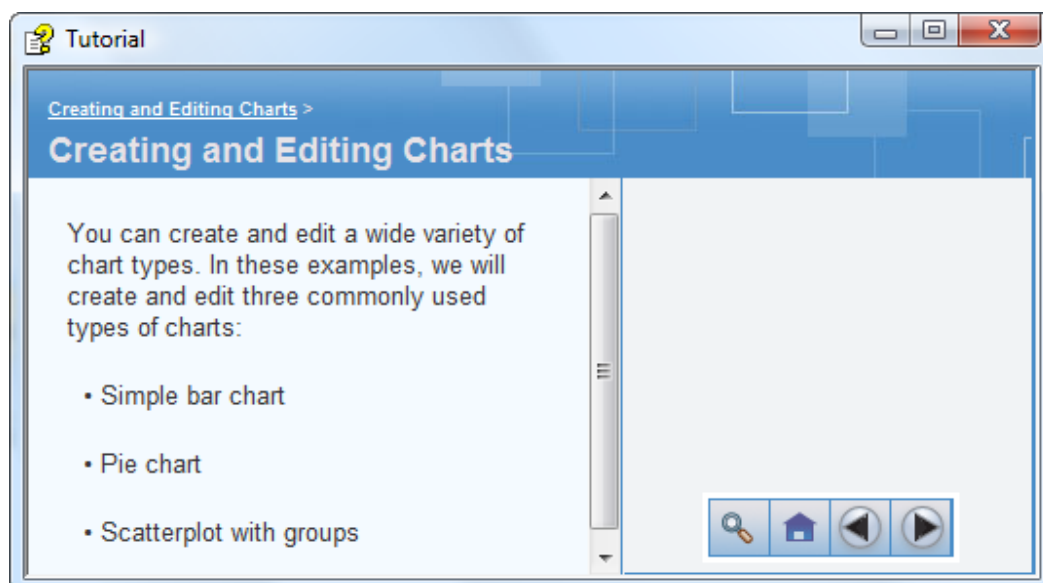 Tutorial
Creating and Editing Charts >
Creating and Editing Charts
You can create and edit a wide variety of
chart types. In these examples, we will
create and edit three commonly used
types of charts:
• Simple bar chart
• Pie chart
• Scatterplot with groups